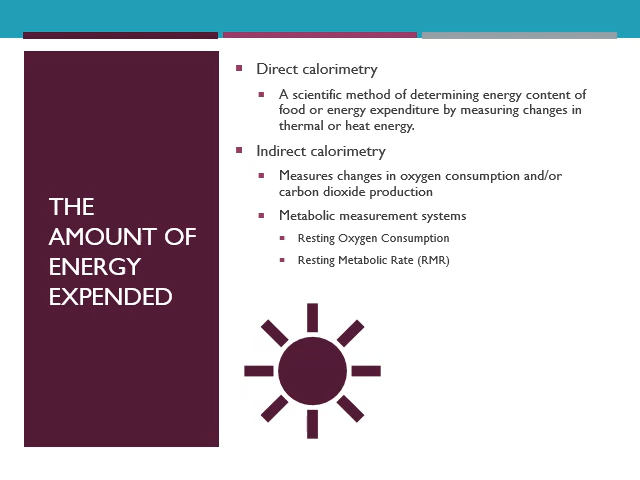 THE
AMOUNT OF
ENERGY
EXPENDED
Direct calorimetry
A scientific method of determining energy content of
food or energy expenditure by measuring changes in
thermal or heat energy.
Indirect calorimetry
Measures changes in oxygen consumption and/or
carbon dioxide production
Metabolic measurement systems
Resting Oxygen Consumption
Resting Metabolic Rate (RMR)